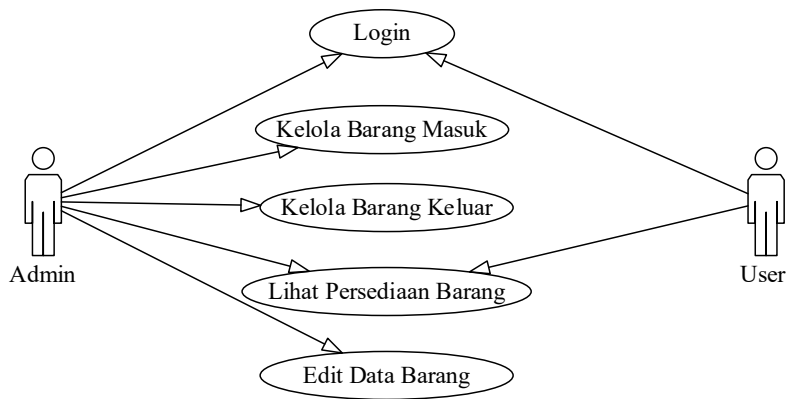 Login
Kelola Barang Masuk
Kelola Barang Keluar
Admin
User
Lihat Persediaan Barang
Edit Data Barang